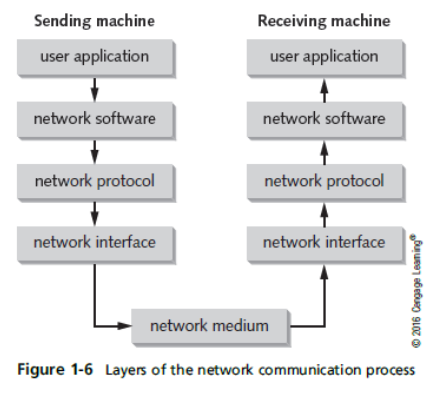 Sending machine
Receiving machine
user application
user application
network software
network software
network protocol
network protocol
network interface
network interface
network medium
© 2016 Cengage Learning®
Figure 1-6 Layers of the network communication process